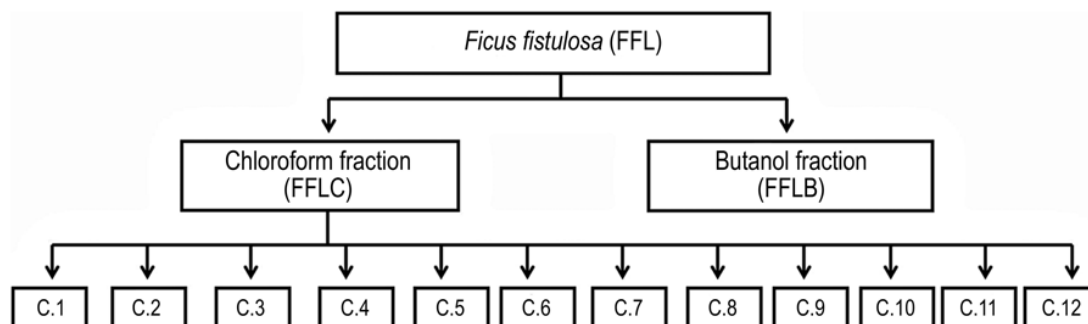 Ficus fistulosa (FFL)
Chloroform fraction
(FFLC)
Butanol fraction
(FFLB)
C.1
C.2
C.3
C.4
C.5
C.6
C.7
C.8
C.9
C.10
C.11
C.12